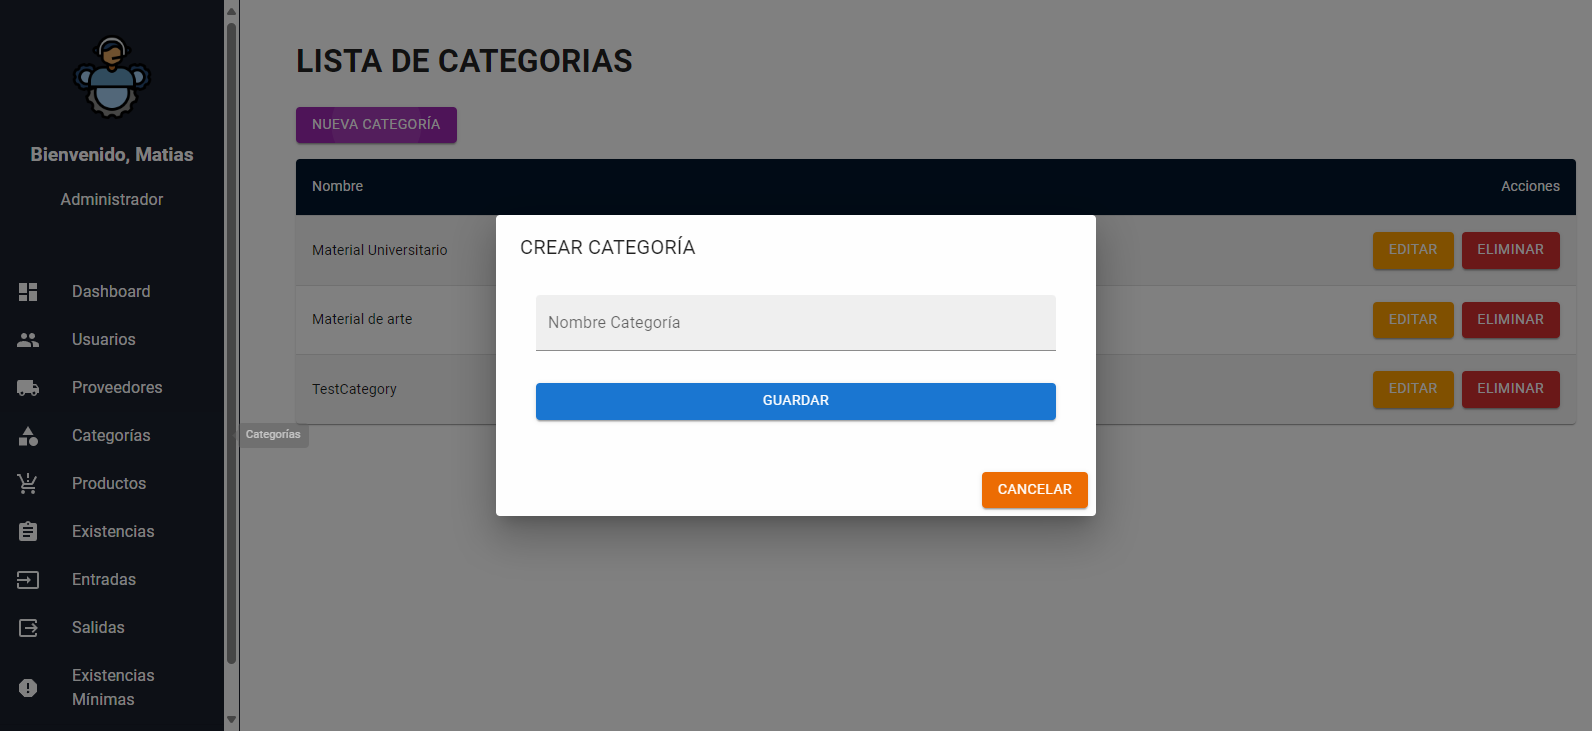 Bienvenido, Matias
Administrador
Dashboard
Usuarios
Proveedores
Categorías
Productos
Existencias
Entradas
Salidas
Existencias
Mínimas
Categorías
LISTA DE CATEGORIAS
NUEVA CATEGORÍA
Nombre Acciones
Material Universitario EDITAR ELIMINAR
Material de arte EDITAR ELIMINAR
TestCategory EDITAR ELIMINAR
CREAR CATEGORÍA
Nombre Categoría
GUARDAR
CANCELAR